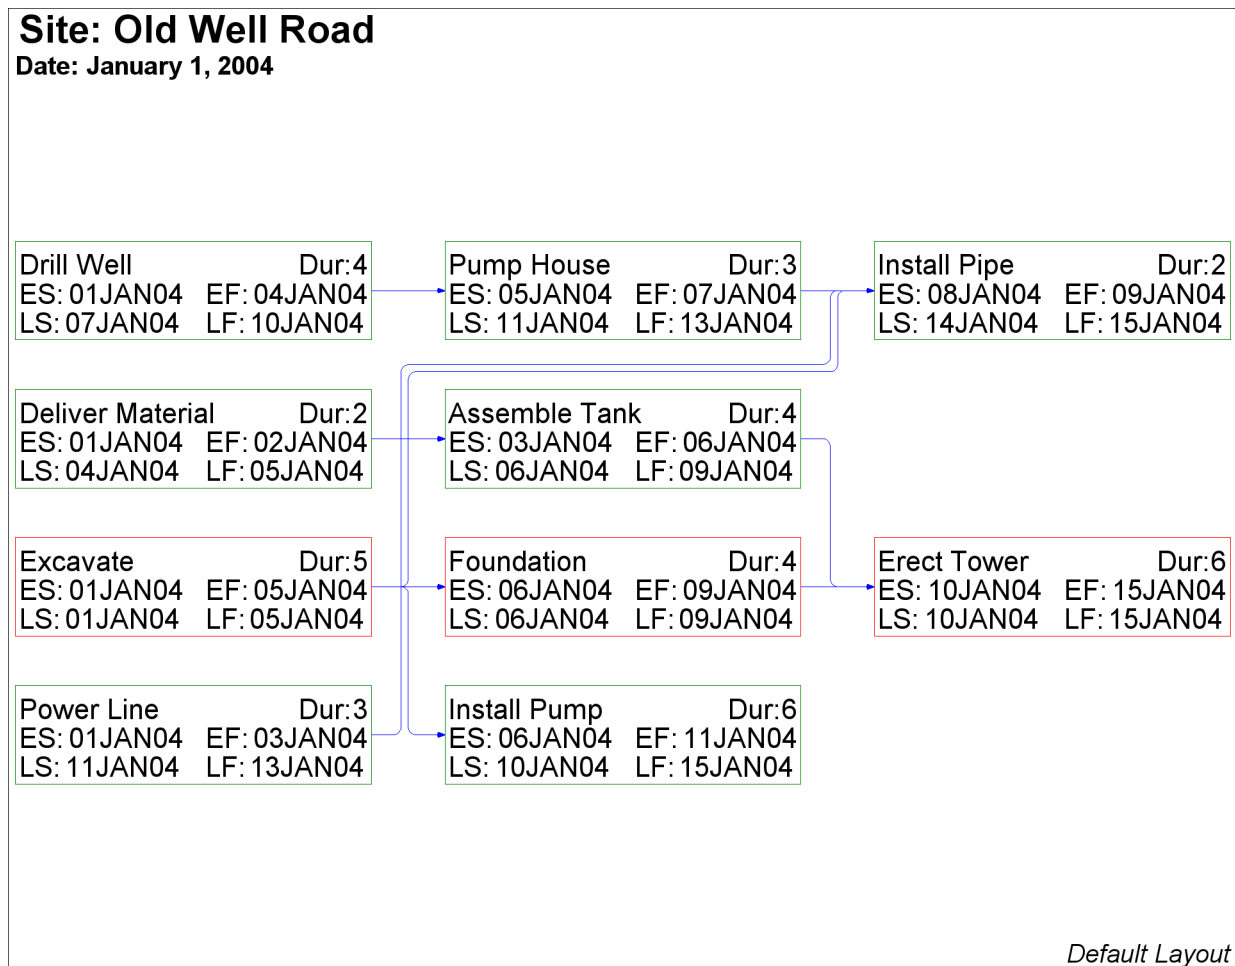 Site: Old Well Road
Date: January 1, 2004
Drill Well Dur:4
ES: 01JAN04 EF: 04JAN04
LS: 07JAN04 LF: 10JAN04
Pump House Dur:3
ES: 05JAN04 EF: 07JAN04
LS: 11JAN04 LF: 13JAN04
Install Pipe Dur:2
ES: 08JAN04 EF: 09JAN04
LS: 14JAN04 LF: 15JAN04
Deliver Material Dur:2
ES: 01JAN04 EF: 02JAN04
LS: 04JAN04 LF: 05JAN04
Assemble Tank Dur:4
ES: 03JAN04 EF: 06JAN04
LS: 06JAN04 LF: 09JAN04
Excavate Dur:5
ES: 01JAN04 EF: 05JAN04
LS: 01JAN04 LF: 05JAN04
Foundation Dur:4
ES: 06JAN04 EF: 09JAN04
LS: 06JAN04 LF: 09JAN04
Erect Tower Dur:6
ES: 10JAN04 EF: 15JAN04
LS: 10JAN04 LF: 15JAN04
Power Line Dur:3
ES: 01JAN04 EF: 03JAN04
LS: 11JAN04 LF: 13JAN04
Install Pump Dur:6
ES: 06JAN04 EF: 11JAN04
LS: 10JAN04 LF: 15JAN04
Default Layout